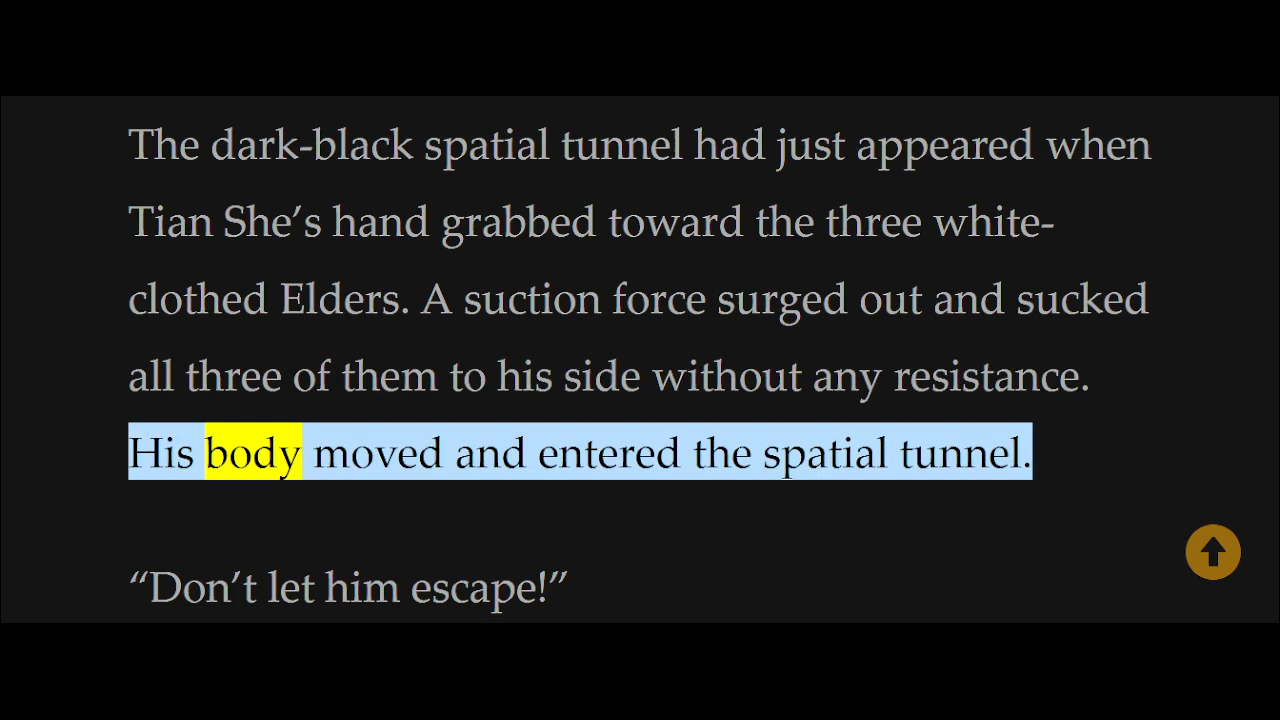 The dark-black spatial tunnel had just appeared when
Tian She’s hand grabbed toward the three white-
clothed Elders. A suction force surged out and sucked
all three of them to his side without any resistance.
His body moved and entered the spatial tunnel.
“Don’t let him escape!”